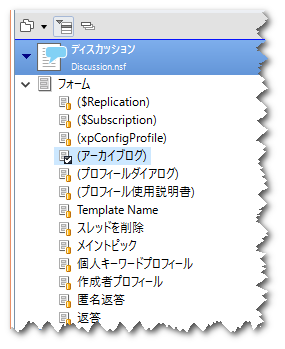 ディスカッション
Discussion.nsf
フォーム
($Replication)
($Subscription)
(xpConfigProfile)
(アーカイブログ)
(プロフィールダイアログ)
(プロフィール使用説明書)
Template Name
スレッドを削除
メイントピック
個人キーワードプロフィール
作成者プロフィール
匿名返答
返答